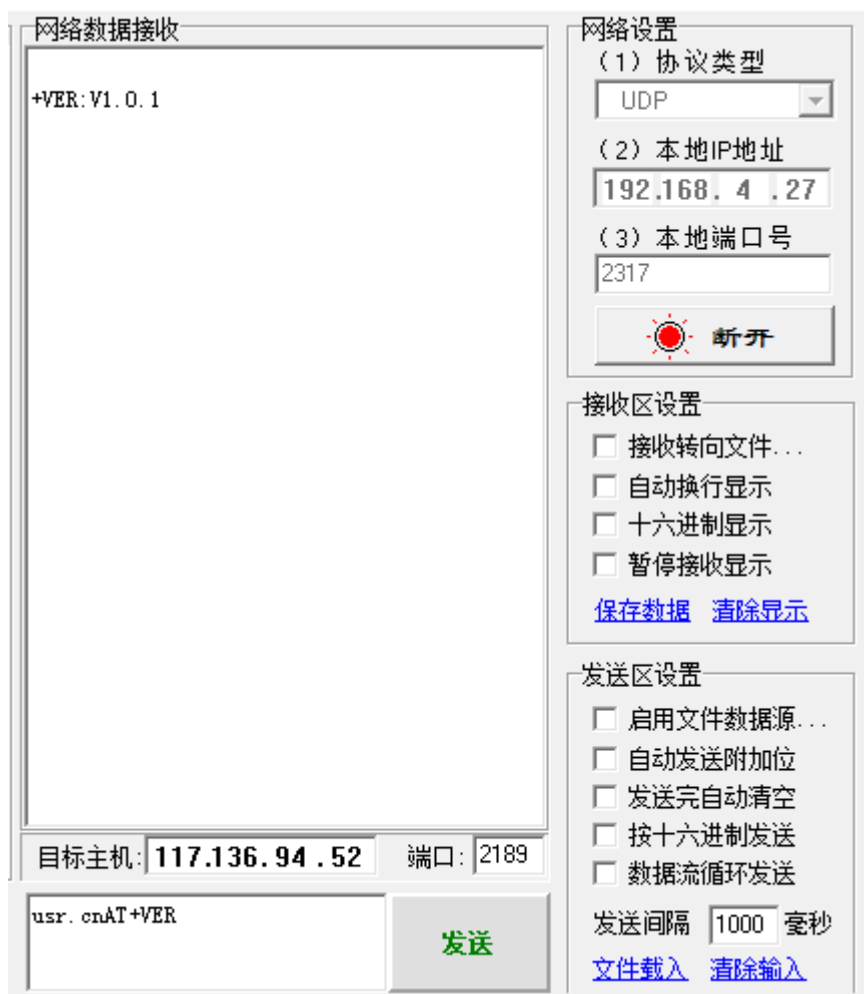 网络数据接收
+VER:V1.0.1
目标主机: 117.136.94.52 端口: 2189
usr.cnAT+VER
发送
网络设置
（1）协议类型
UDP
（2）本地IP地址
192.168.4.27
（3）本地端口号
2317
断开
接收区设置
接收转向文件...
自动换行显示
十六进制显示
暂停接收显示
保存数据 清除显示
发送区设置
启用文件数据源...
自动发送附加位
发送完自动清空
按十六进制发送
数据流循环发送
发送间隔 1000 毫秒
文件载入 清除输入